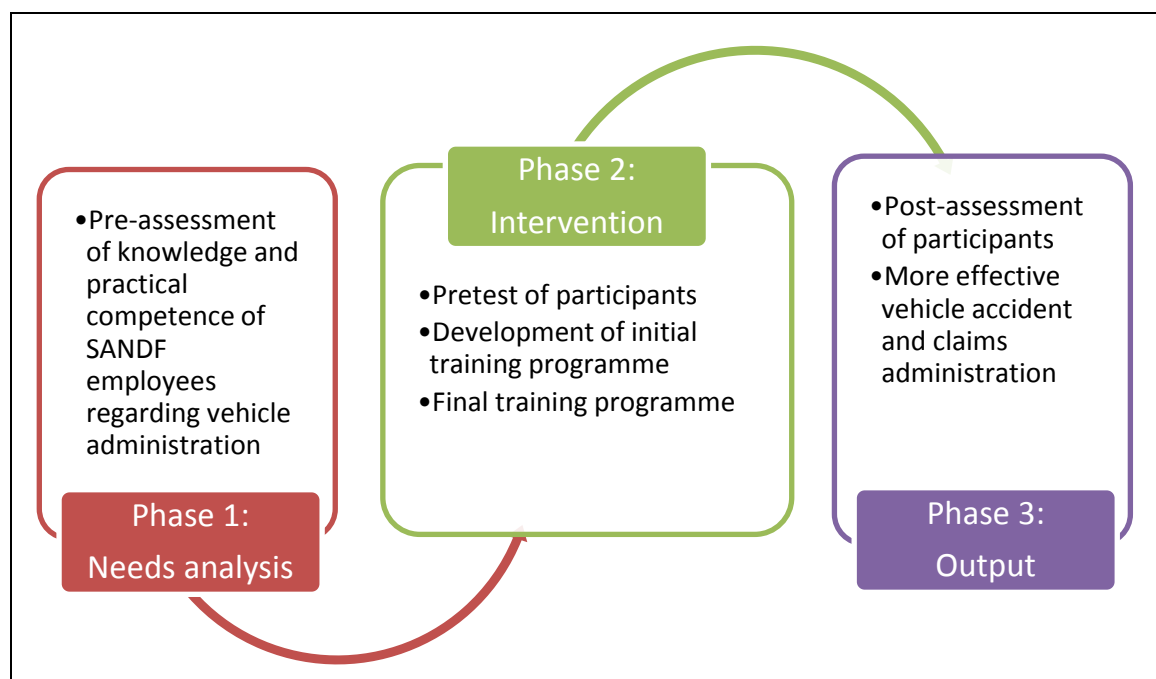 •Pre-assessment
of knowledge and
practical
competence of
SANDF
employees
regarding vehicle
administration
Phase 1:
Needs analysis
Phase 2:
Intervention
•Pretest of participants
•Development of initial
training programme
•Final training programme
•Post-assessment
of participants
•More effective
vehicle accident
and claims
administration
Phase 3:
Output